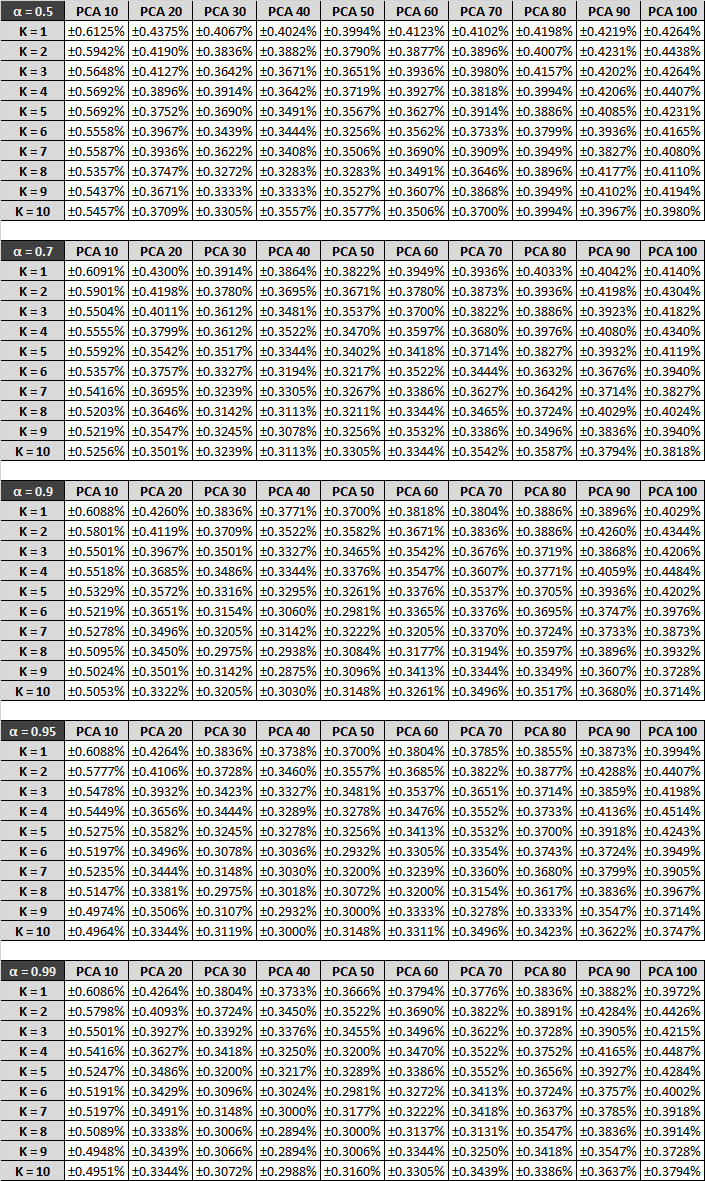 α = 0.5 PCA 10 PCA 20 PCA 30 PCA 40 PCA 50 PCA 60 PCA 70 PCA 80 PCA 90 PCA 100
K = 1 ±0.6125% ±0.4375% ±0.4067% ±0.4024% ±0.3994% ±0.4123% ±0.4102% ±0.4198% ±0.4219% ±0.4264%
K = 2 ±0.5942% ±0.4190% ±0.3836% ±0.3882% ±0.3790% ±0.3877% ±0.3896% ±0.4007% ±0.4231% ±0.4438%
K = 3 ±0.5648% ±0.4127% ±0.3642% ±0.3671% ±0.3651% ±0.3936% ±0.3980% ±0.4157% ±0.4202% ±0.4264%
K = 4 ±0.5692% ±0.3896% ±0.3914% ±0.3642% ±0.3719% ±0.3927% ±0.3818% ±0.3994% ±0.4206% ±0.4407%
K = 5 ±0.5692% ±0.3752% ±0.3690% ±0.3491% ±0.3567% ±0.3627% ±0.3914% ±0.3886% ±0.4085% ±0.4231%
K = 6 ±0.5558% ±0.3967% ±0.3439% ±0.3444% ±0.3256% ±0.3562% ±0.3733% ±0.3799% ±0.3936% ±0.4165%
K = 7 ±0.5587% ±0.3936% ±0.3622% ±0.3408% ±0.3506% ±0.3690% ±0.3909% ±0.3949% ±0.3827% ±0.4080%
K = 8 ±0.5357% ±0.3747% ±0.3272% ±0.3283% ±0.3283% ±0.3491% ±0.3646% ±0.3896% ±0.4177% ±0.4110%
K = 9 ±0.5437% ±0.3671% ±0.3333% ±0.3333% ±0.3527% ±0.3607% ±0.3868% ±0.3949% ±0.4102% ±0.4194%
K = 10 ±0.5457% ±0.3709% ±0.3305% ±0.3557% ±0.3577% ±0.3506% ±0.3700% ±0.3994% ±0.3967% ±0.3980%
α = 0.7 PCA 10 PCA 20 PCA 30 PCA 40 PCA 50 PCA 60 PCA 70 PCA 80 PCA 90 PCA 100
K = 1 ±0.6091% ±0.4300% ±0.3914% ±0.3864% ±0.3822% ±0.3949% ±0.3936% ±0.4033% ±0.4042% ±0.4140%
K = 2 ±0.5901% ±0.4198% ±0.3780% ±0.3695% ±0.3671% ±0.3780% ±0.3873% ±0.3936% ±0.4198% ±0.4304%
K = 3 ±0.5504% ±0.4011% ±0.3612% ±0.3481% ±0.3537% ±0.3700% ±0.3822% ±0.3886% ±0.3923% ±0.4182%
K = 4 ±0.5555% ±0.3799% ±0.3612% ±0.3522% ±0.3470% ±0.3597% ±0.3680% ±0.3976% ±0.4080% ±0.4340%
K = 5 ±0.5592% ±0.3542% ±0.3517% ±0.3344% ±0.3402% ±0.3418% ±0.3714% ±0.3827% ±0.3932% ±0.4119%
K = 6 ±0.5357% ±0.3757% ±0.3327% ±0.3194% ±0.3217% ±0.3522% ±0.3444% ±0.3632% ±0.3676% ±0.3940%
K = 7 ±0.5416% ±0.3695% ±0.3239% ±0.3305% ±0.3267% ±0.3386% ±0.3627% ±0.3642% ±0.3714% ±0.3827%
K = 8 ±0.5203% ±0.3646% ±0.3142% ±0.3113% ±0.3211% ±0.3344% ±0.3465% ±0.3724% ±0.4029% ±0.4024%
K = 9 ±0.5219% ±0.3547% ±0.3245% ±0.3078% ±0.3256% ±0.3532% ±0.3386% ±0.3496% ±0.3836% ±0.3940%
K = 10 ±0.5256% ±0.3501% ±0.3239% ±0.3113% ±0.3305% ±0.3344% ±0.3542% ±0.3587% ±0.3794% ±0.3818%
α = 0.9 PCA 10 PCA 20 PCA 30 PCA 40 PCA 50 PCA 60 PCA 70 PCA 80 PCA 90 PCA 100
K = 1 ±0.6088% ±0.4260% ±0.3836% ±0.3771% ±0.3700% ±0.3818% ±0.3804% ±0.3886% ±0.3896% ±0.4029%
K = 2 ±0.5801% ±0.4119% ±0.3709% ±0.3522% ±0.3582% ±0.3671% ±0.3836% ±0.3886% ±0.4260% ±0.4344%
K = 3 ±0.5501% ±0.3967% ±0.3501% ±0.3327% ±0.3465% ±0.3542% ±0.3676% ±0.3719% ±0.3868% ±0.4206%
K = 4 ±0.5518% ±0.3685% ±0.3486% ±0.3344% ±0.3376% ±0.3547% ±0.3607% ±0.3771% ±0.4059% ±0.4484%
K = 5 ±0.5329% ±0.3572% ±0.3316% ±0.3295% ±0.3261% ±0.3376% ±0.3537% ±0.3705% ±0.3936% ±0.4202%
K = 6 ±0.5219% ±0.3651% ±0.3154% ±0.3060% ±0.2981% ±0.3365% ±0.3376% ±0.3695% ±0.3747% ±0.3976%
K = 7 ±0.5278% ±0.3496% ±0.3205% ±0.3142% ±0.3222% ±0.3205% ±0.3370% ±0.3724% ±0.3733% ±0.3873%
K = 8 ±0.5095% ±0.3450% ±0.2975% ±0.2938% ±0.3084% ±0.3177% ±0.3194% ±0.3597% ±0.3896% ±0.3932%
K = 9 ±0.5024% ±0.3501% ±0.3142% ±0.2875% ±0.3096% ±0.3413% ±0.3344% ±0.3349% ±0.3607% ±0.3728%
K = 10 ±0.5053% ±0.3322% ±0.3205% ±0.3030% ±0.3148% ±0.3261% ±0.3496% ±0.3517% ±0.3680% ±0.3714%
α = 0.95 PCA 10 PCA 20 PCA 30 PCA 40 PCA 50 PCA 60 PCA 70 PCA 80 PCA 90 PCA 100
K = 1 ±0.6088% ±0.4264% ±0.3836% ±0.3738% ±0.3700% ±0.3804% ±0.3785% ±0.3855% ±0.3873% ±0.3994%
K = 2 ±0.5777% ±0.4106% ±0.3728% ±0.3460% ±0.3557% ±0.3685% ±0.3822% ±0.3877% ±0.4288% ±0.4407%
K = 3 ±0.5478% ±0.3932% ±0.3423% ±0.3327% ±0.3481% ±0.3537% ±0.3651% ±0.3714% ±0.3859% ±0.4198%
K = 4 ±0.5449% ±0.3656% ±0.3444% ±0.3289% ±0.3278% ±0.3476% ±0.3552% ±0.3733% ±0.4136% ±0.4514%
K = 5 ±0.5275% ±0.3582% ±0.3245% ±0.3278% ±0.3256% ±0.3413% ±0.3532% ±0.3700% ±0.3918% ±0.4243%
K = 6 ±0.5197% ±0.3496% ±0.3078% ±0.3036% ±0.2932% ±0.3305% ±0.3354% ±0.3743% ±0.3724% ±0.3949%
K = 7 ±0.5235% ±0.3444% ±0.3148% ±0.3030% ±0.3200% ±0.3239% ±0.3360% ±0.3680% ±0.3799% ±0.3905%
K = 8 ±0.5147% ±0.3381% ±0.2975% ±0.3018% ±0.3072% ±0.3200% ±0.3154% ±0.3617% ±0.3836% ±0.3967%
K = 9 ±0.4974% ±0.3506% ±0.3107% ±0.2932% ±0.3000% ±0.3333% ±0.3278% ±0.3333% ±0.3547% ±0.3714%
K = 10 ±0.4964% ±0.3344% ±0.3119% ±0.3000% ±0.3148% ±0.3311% ±0.3496% ±0.3423% ±0.3622% ±0.3747%
α = 0.99 PCA 10 PCA 20 PCA 30 PCA 40 PCA 50 PCA 60 PCA 70 PCA 80 PCA 90 PCA 100
K = 1 ±0.6086% ±0.4264% ±0.3804% ±0.3733% ±0.3666% ±0.3794% ±0.3776% ±0.3836% ±0.3882% ±0.3972%
K = 2 ±0.5798% ±0.4093% ±0.3724% ±0.3450% ±0.3522% ±0.3690% ±0.3822% ±0.3891% ±0.4284% ±0.4426%
K = 3 ±0.5501% ±0.3927% ±0.3392% ±0.3376% ±0.3455% ±0.3496% ±0.3622% ±0.3728% ±0.3905% ±0.4215%
K = 4 ±0.5416% ±0.3627% ±0.3418% ±0.3250% ±0.3200% ±0.3470% ±0.3522% ±0.3752% ±0.4165% ±0.4487%
K = 5 ±0.5247% ±0.3486% ±0.3200% ±0.3217% ±0.3289% ±0.3386% ±0.3552% ±0.3656% ±0.3927% ±0.4284%
K = 6 ±0.5191% ±0.3429% ±0.3096% ±0.3024% ±0.2981% ±0.3272% ±0.3413% ±0.3724% ±0.3757% ±0.4002%
K = 7 ±0.5197% ±0.3491% ±0.3148% ±0.3000% ±0.3177% ±0.3222% ±0.3418% ±0.3637% ±0.3785% ±0.3918%
K = 8 ±0.5089% ±0.3338% ±0.3006% ±0.2894% ±0.3000% ±0.3137% ±0.3131% ±0.3547% ±0.3836% ±0.3914%
K = 9 ±0.4948% ±0.3439% ±0.3066% ±0.2894% ±0.3006% ±0.3344% ±0.3250% ±0.3418% ±0.3547% ±0.3728%
K = 10 ±0.4951% ±0.3344% ±0.3072% ±0.2988% ±0.3160% ±0.3305% ±0.3439% ±0.3386% ±0.3637% ±0.3794%